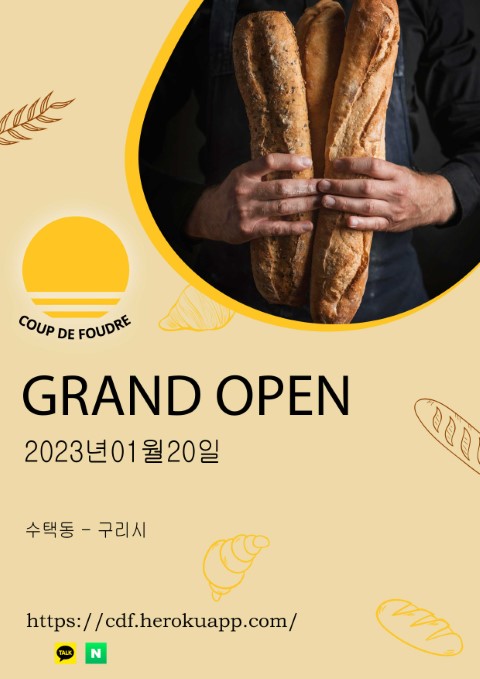 COUP DE FOUDRE
GRAND OPEN
2023년01월20일
수택동 - 구리시
https://cdf.herokuapp.com/
TALK
N